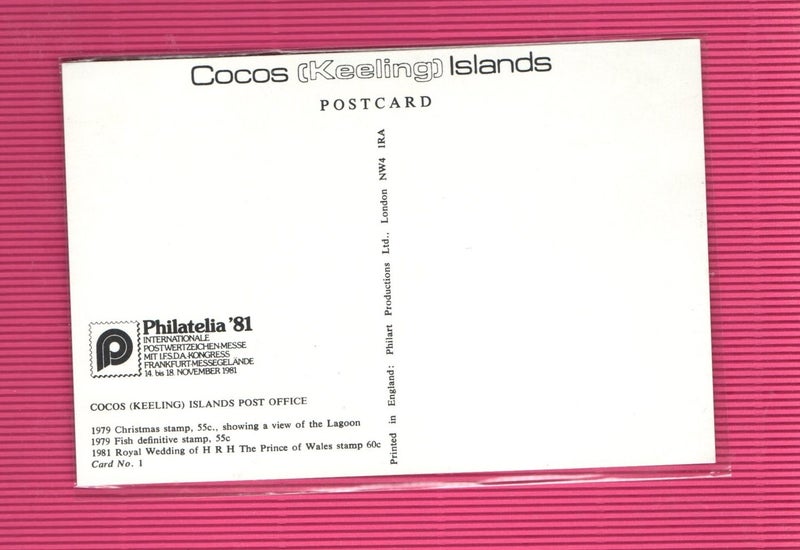 Cocos (Keeling) Islands
POSTCARD
Printed in England: Philart Productions Ltd., London NW4 1RA
Philatelia '81
INTERNATIONALE
POSTWERTZEICHEN-MESSE
MIT I.F.S.D.A.-KONGRESS
FRANKFURT-MESSEGELÄNDE
14. bis 18. NOVEMBER 1981
COCOS (KEELING) ISLANDS POST OFFICE
1979 Christmas stamp, 55c., showing a view of the Lagoon
1979 Fish definitive stamp, 55c
1981 Royal Wedding of H R H The Prince of Wales stamp 60c
Card No. 1